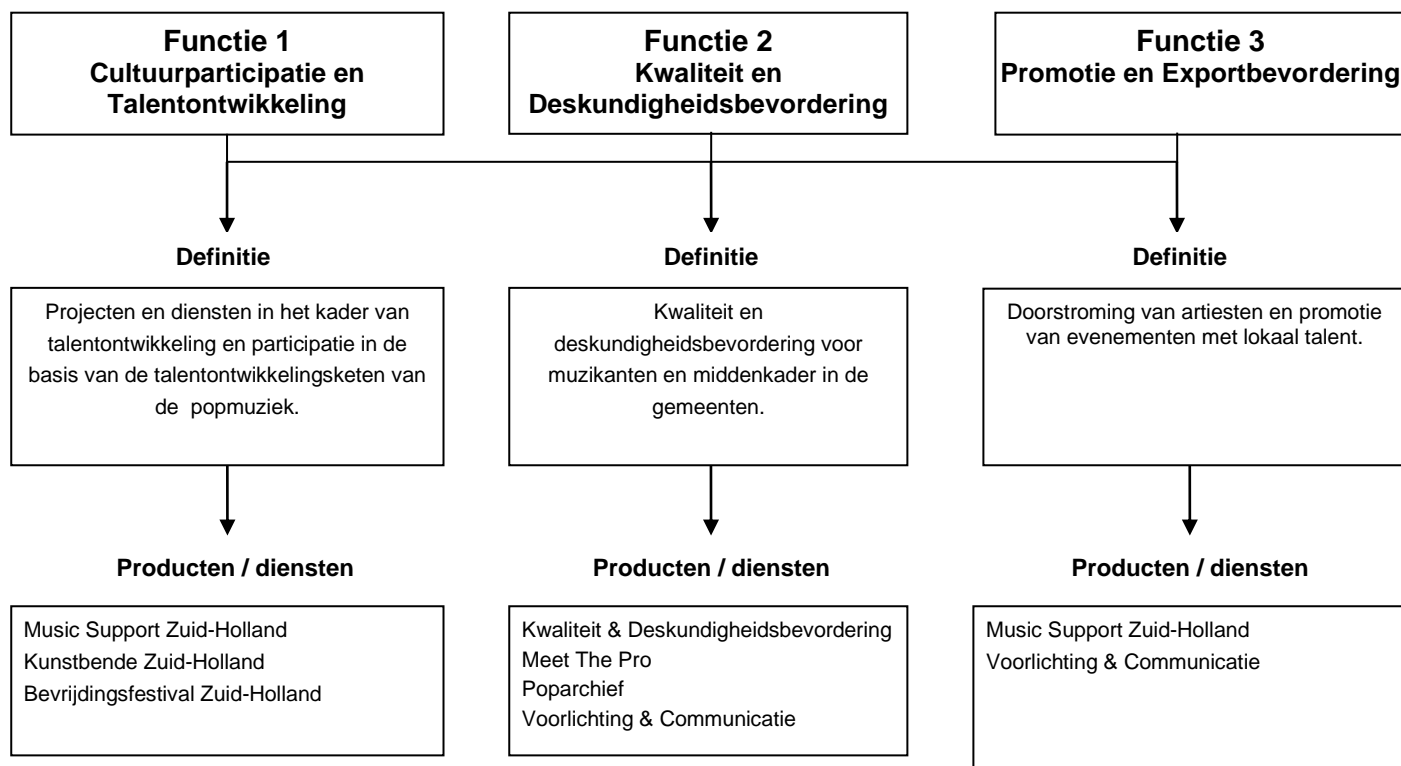 Functie 1
Cultuurparticipatie en
Talentontwikkeling
Functie 2
Kwaliteit en
Deskundigheidsbevordering
Functie 3
Promotie en Exportbevordering
Definitie
Definitie
Definitie
Projecten en diensten in het kader van
talentontwikkeling en participatie in de
basis van de talentontwikkelingsketen van
de popmuziek.
Kwaliteit en
deskundigheidsbevordering voor
muzikanten en middenkader in de
gemeenten.
Doorstroming van artiesten en promotie
van evenementen met lokaal talent.
Producten / diensten
Producten / diensten
Producten / diensten
Music Support Zuid-Holland
Kunstbende Zuid-Holland
Bevrijdingsfestival Zuid-Holland
Kwaliteit & Deskundigheidsbevordering
Meet The Pro
Poparchief
Voorlichting & Communicatie
Music Support Zuid-Holland
Voorlichting & Communicatie